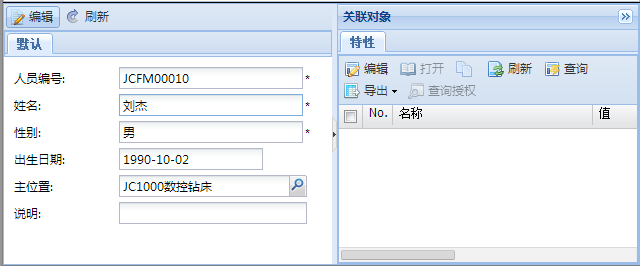 编辑 刷新
默认
人员编号: JCFM00010 *
姓名: 刘杰 *
性别: 男 *
出生日期: 1990-10-02
主位置: JC1000数控钻床
说明:
关联对象
特性
编辑 打开 刷新 查询
导出 查询授权
No. 名称 值